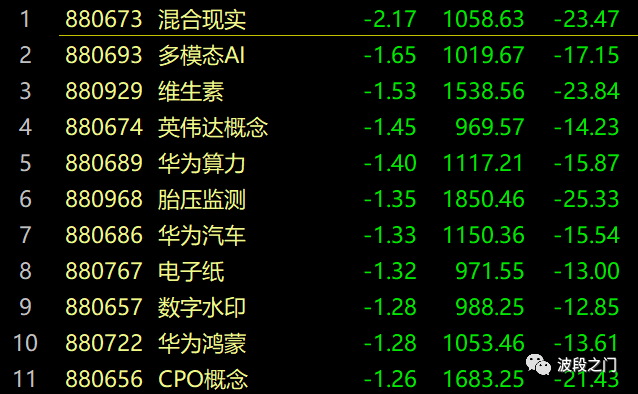 1 880673 混合现实 -2.17 1058.63 -23.47
2 880693 多模态AI -1.65 1019.67 -17.15
3 880929 维生素 -1.53 1538.56 -23.84
4 880674 英伟达概念 -1.45 969.57 -14.23
5 880689 华为算力 -1.40 1117.21 -15.87
6 880968 胎压监测 -1.35 1850.46 -25.33
7 880686 华为汽车 -1.33 1150.36 -15.54
8 880767 电子纸 -1.32 971.55 -13.00
9 880657 数字水印 -1.28 988.25 -12.85
10 880722 华为鸿蒙 -1.28 1053.46 -13.61
波段之门
11 880656 CPO概念 -1.26 1683.25 -21.43